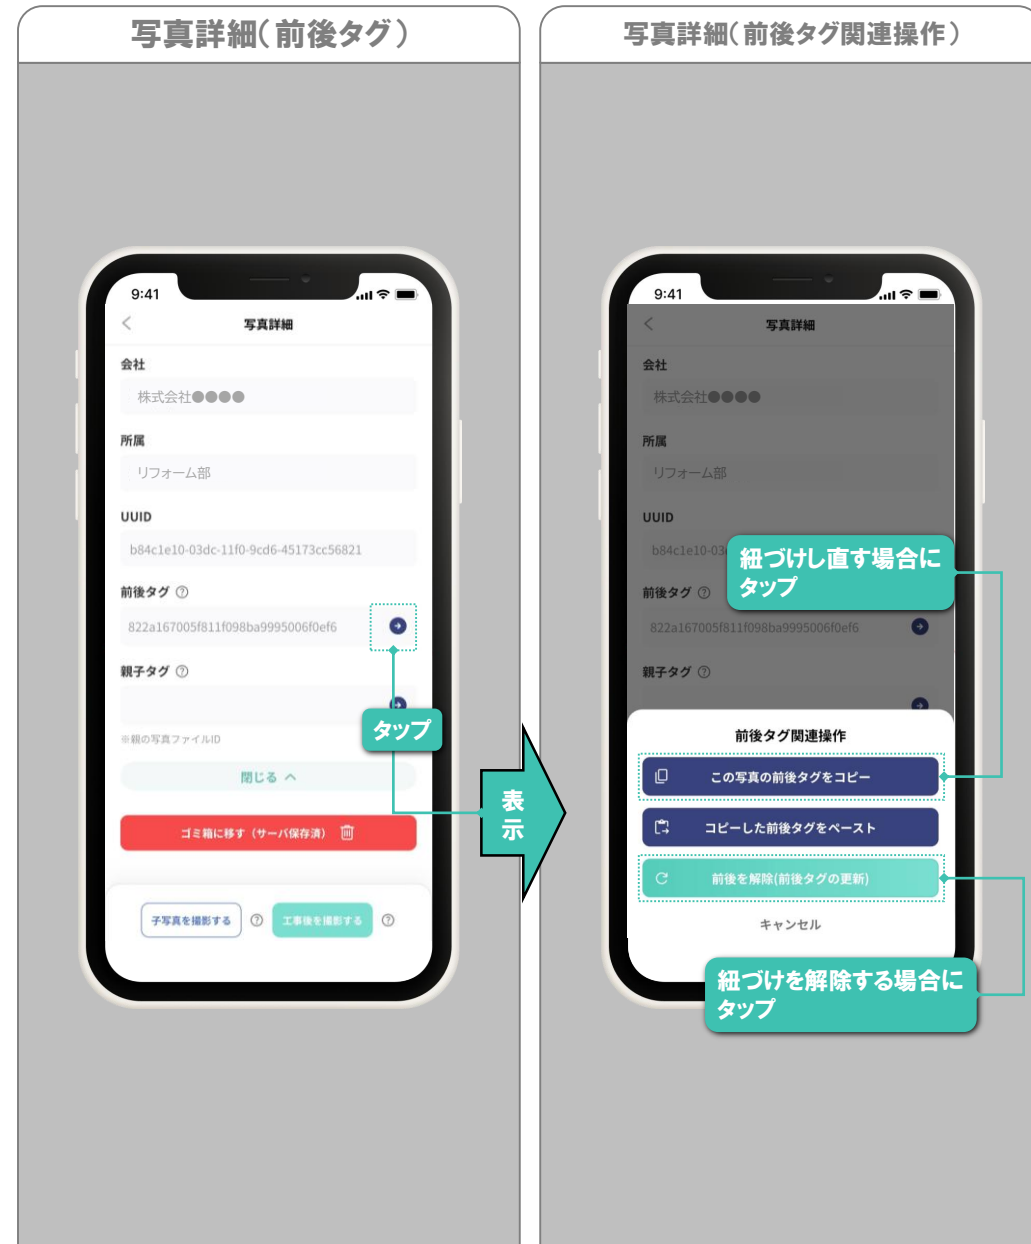 写真詳細(前後タグ)
9:41
写真詳細
会社
株式会社●●●●
所属
リフォーム部
UUID
b84c1e10-03dc-11f0-9cd6-45173cc56821
前後タグ ?
822a167005f811f098ba9995006f0ef6
親子タグ ?
タップ
※親の写真ファイルID
閉じる
ゴミ箱に移す(サーバ保存済)
子写真を撮影する ?
工事後を撮影する ?
表示
写真詳細(前後タグ関連操作)
9:41
写真詳細
会社
株式会社●●●●
所属
リフォーム部
UUID
b84c1e10-03
紐づけし直す場合に
タップ
前後タグ ?
822a167005f811f098ba9995006f0ef6
親子タグ ?
前後タグ関連操作
この写真の前後タグをコピー
コピーした前後タグをペースト
前後を解除(前後タグの更新)
キャンセル
紐づけを解除する場合に
タップ